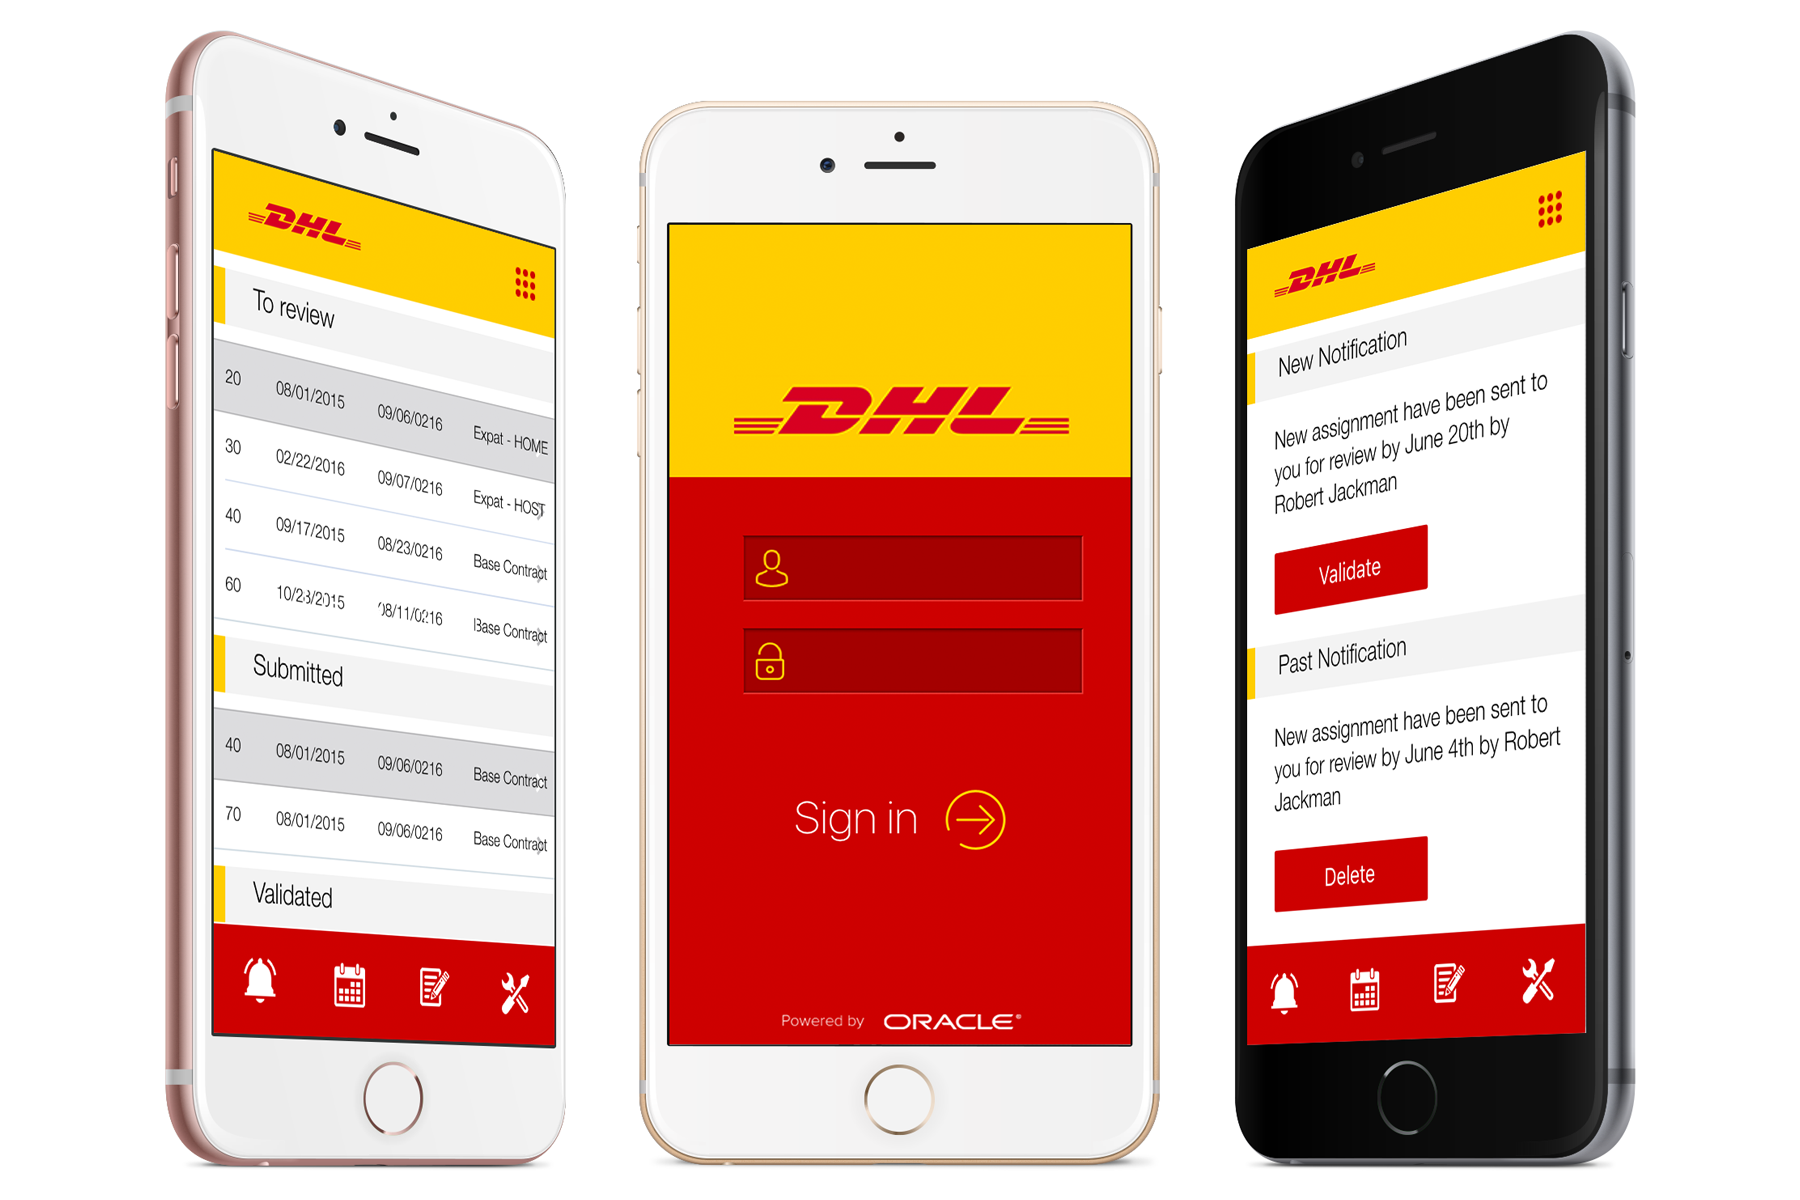 DHL
To review
20 08/01/2015 09/06/0216 Expat - HOME
30 02/22/2016 09/07/0216 Expat - HOST
40 09/17/2015 08/23/0216 Base Contract
60 10/23/2015 08/11/0216 Base Contract
Submitted
40 08/01/2015 09/06/0216 Base Contract
70 08/01/2015 09/06/0216 Base Contract
Validated
DHL
Sign in
Powered by ORACLE®
DHL
New Notification
New assignment have been sent to
you for review by June 20th by
Robert Jackman
Validate
Past Notification
New assignment have been sent to
you for review by June 4th by Robert
Jackman
Delete